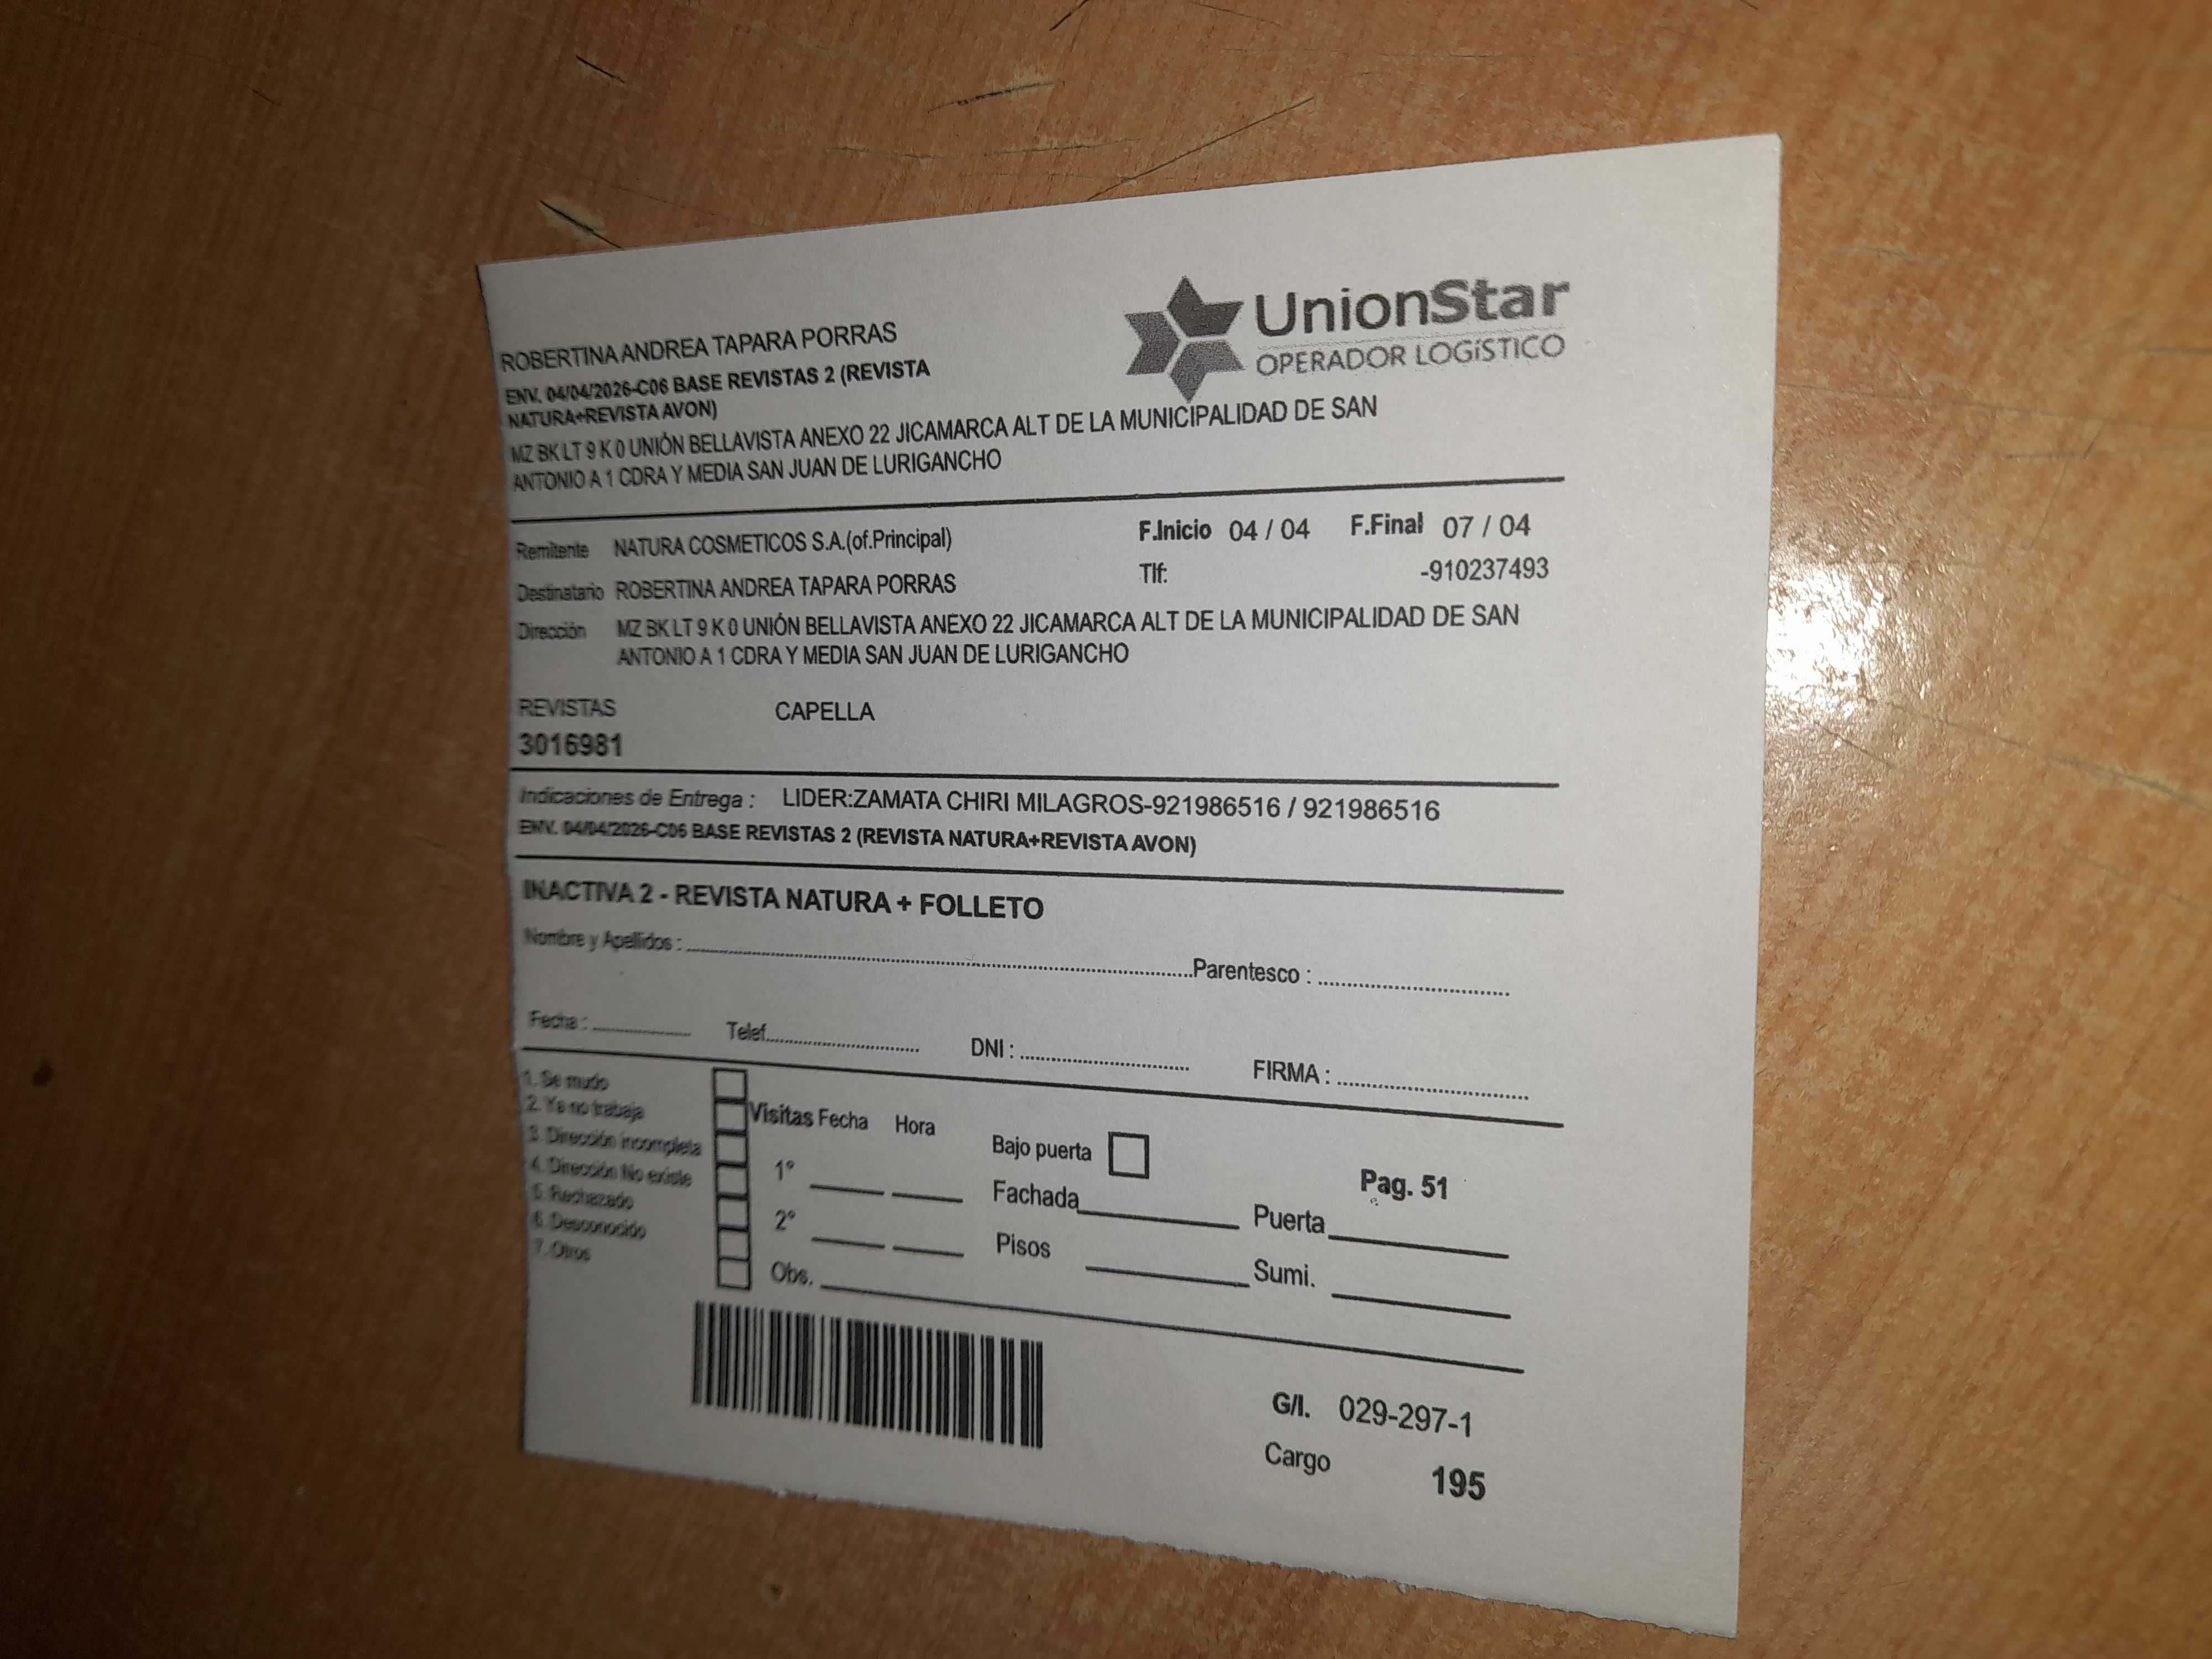 UnionStar
OPERADOR LOGíSTICO
ROBERTINA ANDREA TAPARA PORRAS
ENV. 04/04/2026-C06 BASE REVISTAS 2 (REVISTA
NATURA+REVISTA AVON)
MZ BK LT 9 K 0 UNIÓN BELLAVISTA ANEXO 22 JICAMARCA ALT DE LA MUNICIPALIDAD DE SAN
ANTONIO A 1 CDRA Y MEDIA SAN JUAN DE LURIGANCHO
Remitente NATURA COSMETICOS S.A.(of.Principal) F.Inicio 04 / 04 F.Final 07 / 04
Destinatario ROBERTINA ANDREA TAPARA PORRAS Tlf: -910237493
Dirección MZ BK LT 9 K 0 UNIÓN BELLAVISTA ANEXO 22 JICAMARCA ALT DE LA MUNICIPALIDAD DE SAN
ANTONIO A 1 CDRA Y MEDIA SAN JUAN DE LURIGANCHO
REVISTAS CAPELLA
3016981
Indicaciones de Entrega : LIDER:ZAMATA CHIRI MILAGROS-921986516 / 921986516
ENV. 04/04/2026-C06 BASE REVISTAS 2 (REVISTA NATURA+REVISTA AVON)
INACTIVA 2 - REVISTA NATURA + FOLLETO
Nombre y Apellidos : Parentesco :
Fecha : Telef. DNI : FIRMA :
1. Se mudo
2. Ya no trabaja
3. Dirección incompleta
4. Dirección No existe
5. Rechazado
6. Desconocido
7. Otros
Visitas Fecha Hora
1°
2°
Obs.
Bajo puerta
Fachada
Pisos
Pag. 51
Puerta
Sumi.
G/I. 029-297-1
Cargo 195